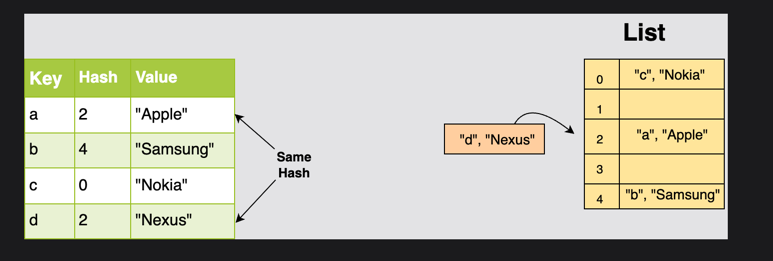 List
Key Hash Value
a 2 "Apple"
b 4 "Samsung"
c 0 "Nokia"
d 2 "Nexus"
Same
Hash
"d", "Nexus"
0 "c", "Nokia"
1
2 "a", "Apple"
3
4 "b", "Samsung"